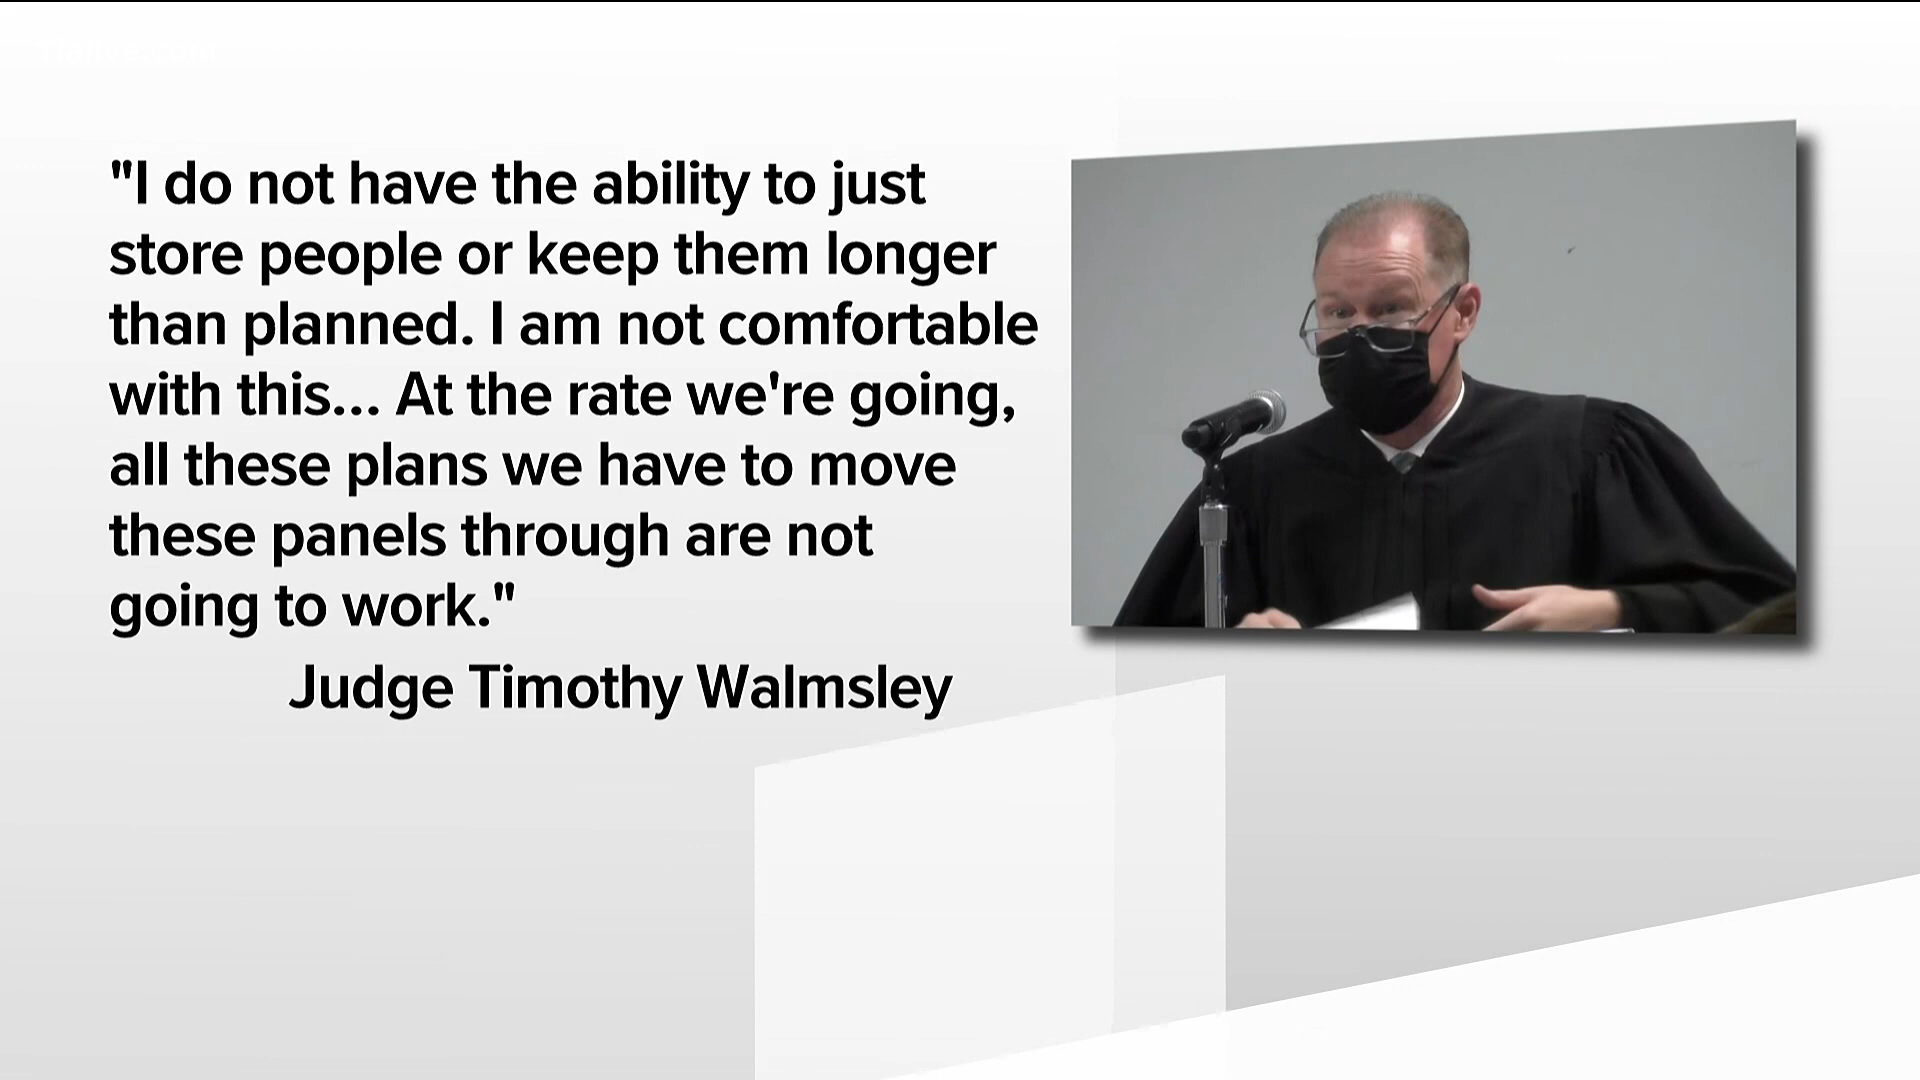 "I do not have the ability to just
store people or keep them longer
than planned. I am not comfortable
with this... At the rate we're going,
all these plans we have to move
these panels through are not
going to work."
Judge Timothy Walmsley